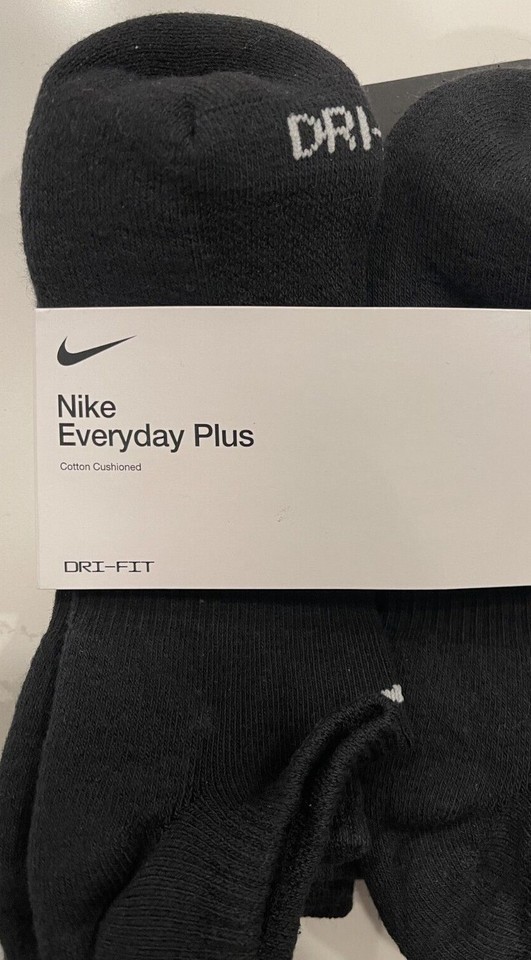 DRI-
Nike
Everyday Plus
Cotton Cushioned
DRI-FIT